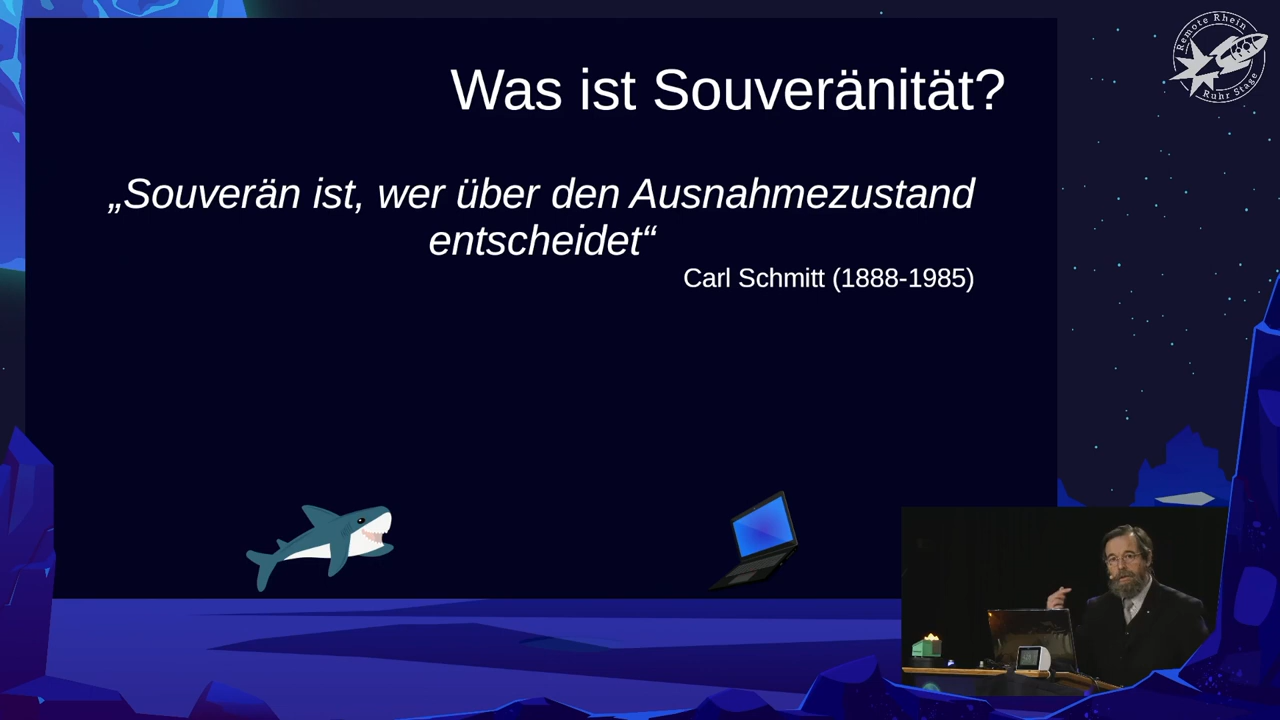 Remote Rhein
Ruhr Stage
Was ist Souveränität?
„Souverän ist, wer über den Ausnahmezustand
entscheidet“
Carl Schmitt (1888-1985)